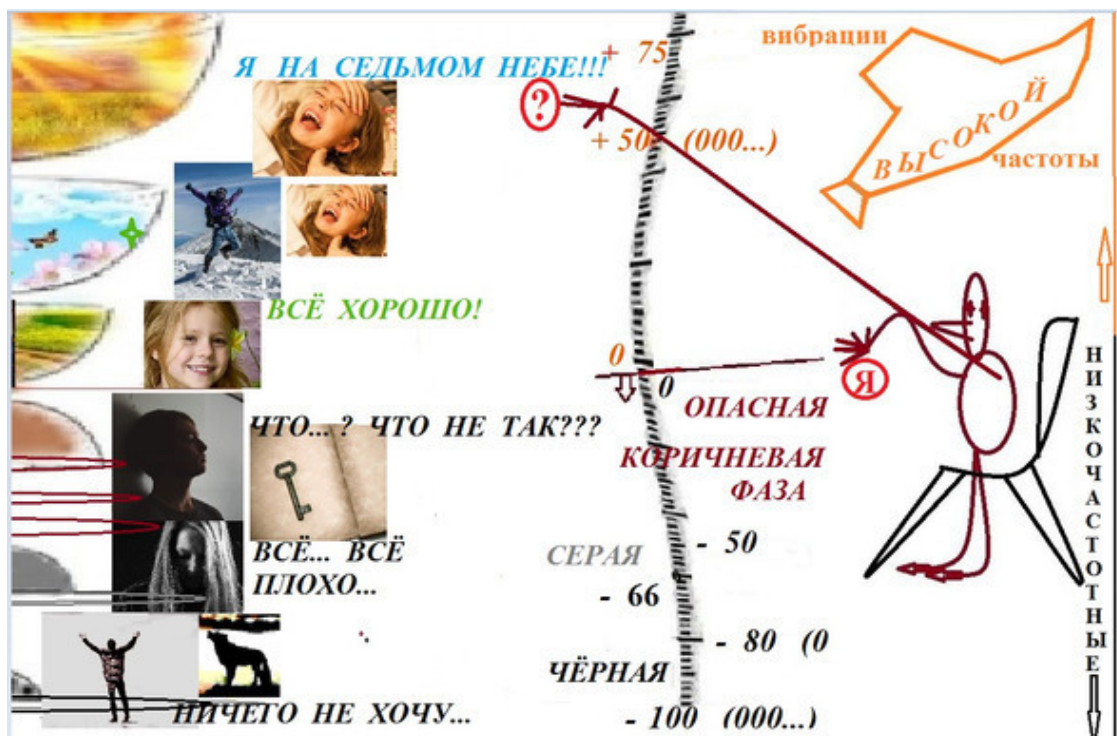 + 75
вибрации
Я НА СЕДЬМОМ НЕБЕ!!!
?
+ 50 (000...)
ВЫСОКОЙ
частоты
ВСЁ ХОРОШО!
0
0
Я
ОПАСНАЯ
ЧТО... ? ЧТО НЕ ТАК???
КОРИЧНЕВАЯ
ФАЗА
НИЗКОЧАСТОТНЫЕ
- 50
ВСЁ... ВСЁ
ПЛОХО...
СЕРАЯ
- 66
- 80 (0
ЧЁРНАЯ
НИЧЕГО НЕ ХОЧУ...
- 100 (000...)